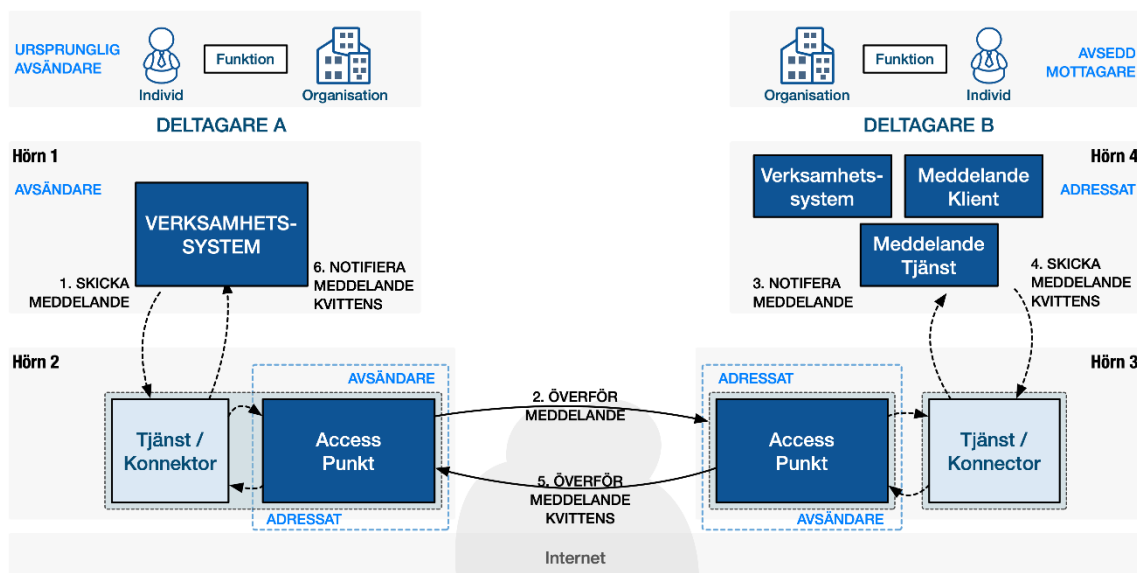 URSPRUNGLIG
AVSÄNDARE
Individ
Funktion
Organisation
DELTAGARE A
Organisation
Funktion
Individ
AVSEDD
MOTTAGARE
DELTAGARE B
Hörn 1
AVSÄNDARE
VERKSAMHETS-
SYSTEM
1. SKICKA
MEDDELANDE
6. NOTIFIERA
MEDDELANDE
KVITTENS
Hörn 4
ADRESSAT
Verksamhets-
system
Meddelande
Klient
Meddelande
Tjänst
3. NOTIFERA
MEDDELANDE
4. SKICKA
MEDDELANDE
KVITTENS
Hörn 2
AVSÄNDARE
Tjänst /
Konnektor
Access
Punkt
ADRESSAT
2. ÖVERFÖR
MEDDELANDE
5. ÖVERFÖR
MEDDELANDE
KVITTENS
Hörn 3
ADRESSAT
Access
Punkt
Tjänst /
Konnector
AVSÄNDARE
Internet